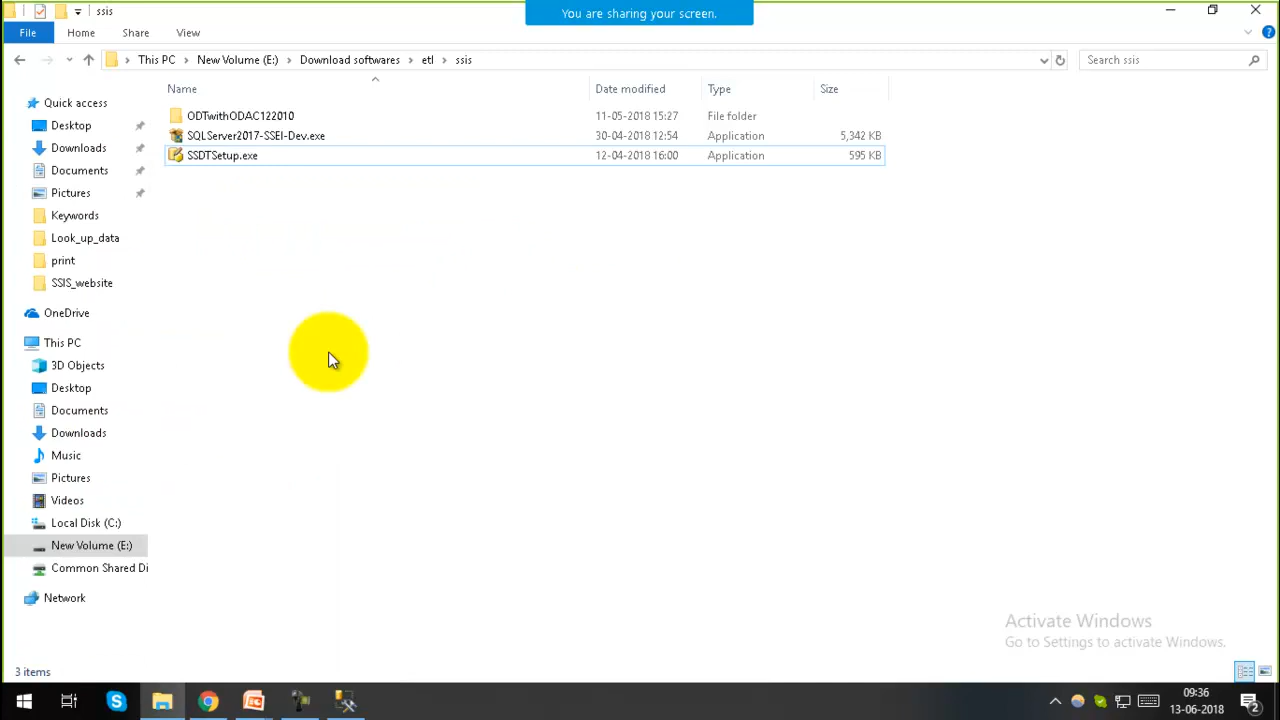 ssis
You are sharing your screen.
File Home Share View
This PC New Volume (E:) Download softwares etl ssis
Search ssis
Name Date modified Type Size
ODTwithODAC122010 11-05-2018 15:27 File folder
SQLServer2017-SSEI-Dev.exe 30-04-2018 12:54 Application 5,342 KB
SSDTSetup.exe 12-04-2018 16:00 Application 595 KB
Quick access
Desktop
Downloads
Documents
Pictures
Keywords
Look_up_data
print
SSIS_website
OneDrive
This PC
3D Objects
Desktop
Documents
Downloads
Music
Pictures
Videos
Local Disk (C:)
New Volume (E:)
Common Shared Di
Network
Activate Windows
Go to Settings to activate Windows.
3 items
09:36
13-06-2018
2